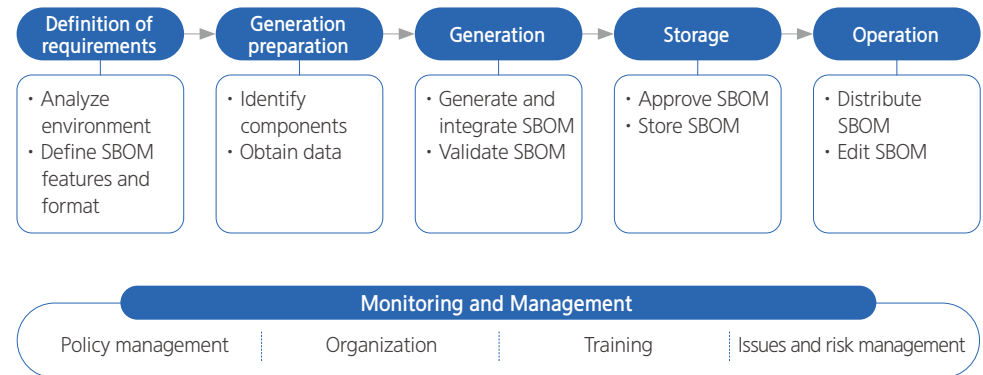 Definition of
requirements
Generation
preparation
Generation
Storage
Operation
· Analyze
environment
· Define SBOM
features and
format
· Identify
components
· Obtain data
· Generate and
integrate SBOM
· Validate SBOM
· Approve SBOM
· Store SBOM
· Distribute
SBOM
· Edit SBOM
Monitoring and Management
Policy management
Organization
Training
Issues and risk management